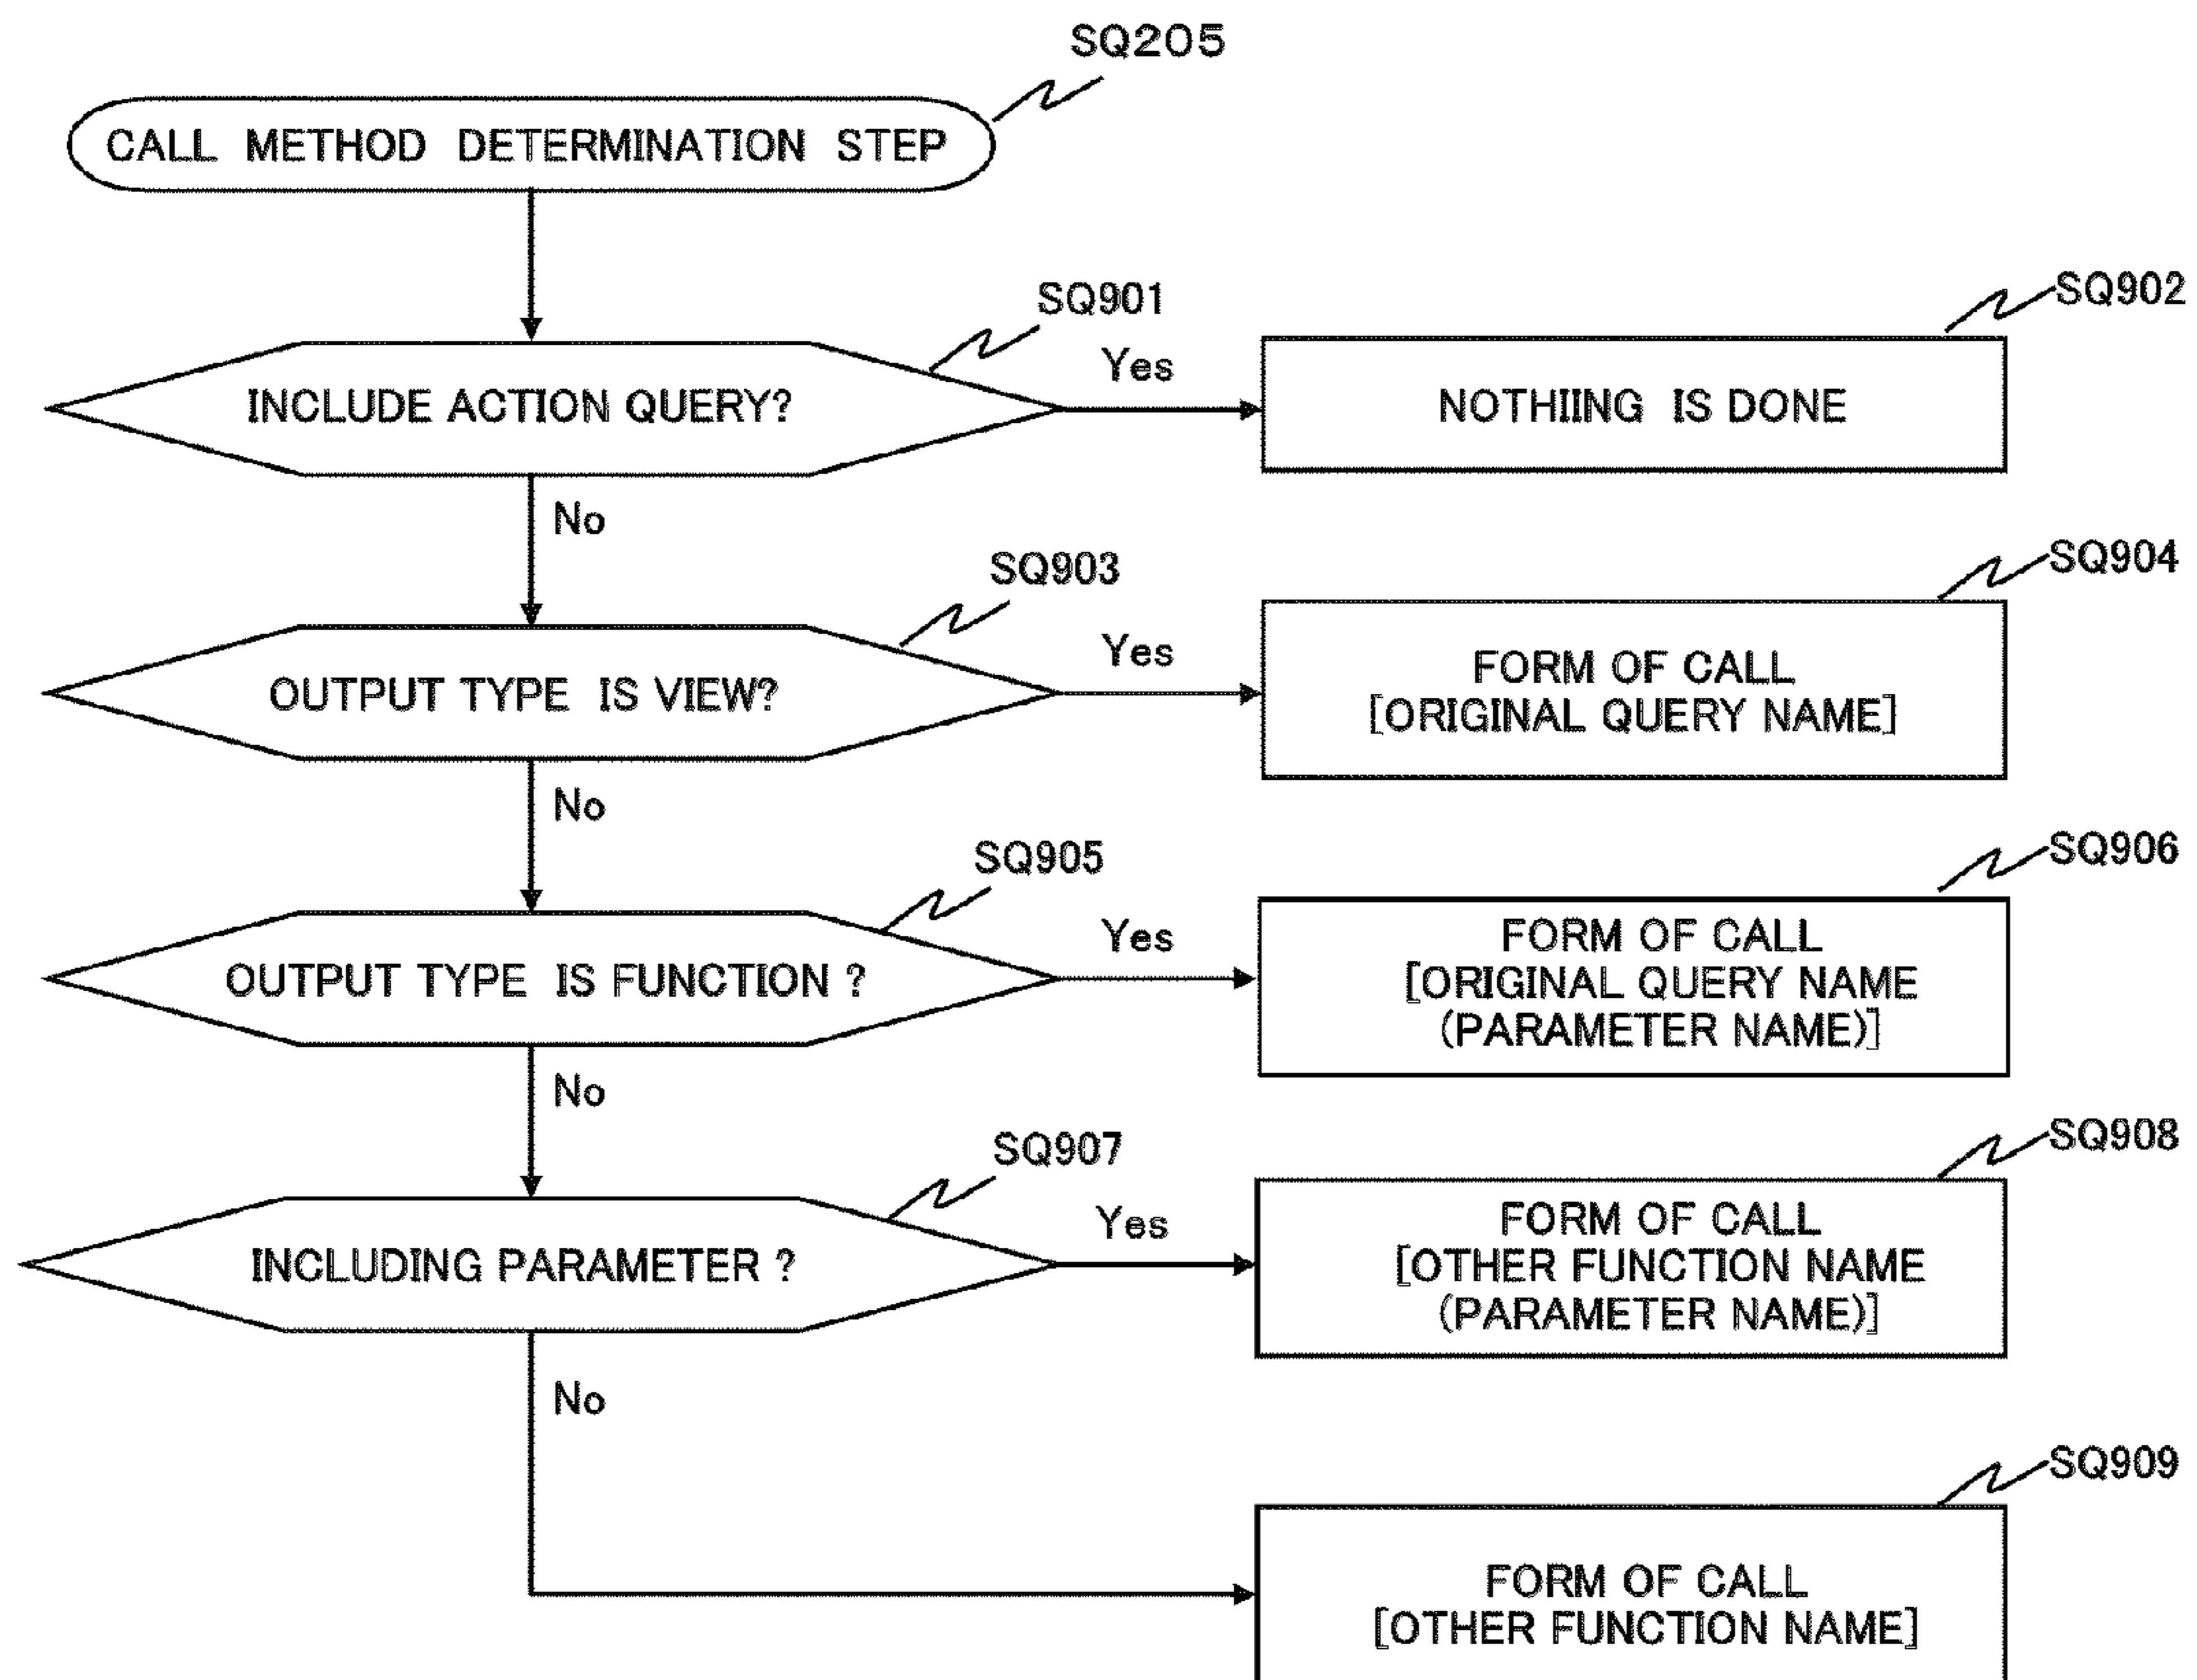 SQ205
CALL METHOD DETERMINATION STEP
SQ901
SQ902
INCLUDE ACTION QUERY?
Yes
NOTHIING IS DONE
No
SQ903
SQ904
OUTPUT TYPE IS VIEW?
Yes
FORM OF CALL
[ORIGINAL QUERY NAME]
No
SQ905
SQ906
OUTPUT TYPE IS FUNCTION ?
Yes
FORM OF CALL
[ORIGINAL QUERY NAME
(PARAMETER NAME)]
No
SQ907
SQ908
INCLUDING PARAMETER ?
Yes
FORM OF CALL
[OTHER FUNCTION NAME
(PARAMETER NAME)]
No
SQ909
FORM OF CALL
[OTHER FUNCTION NAME]